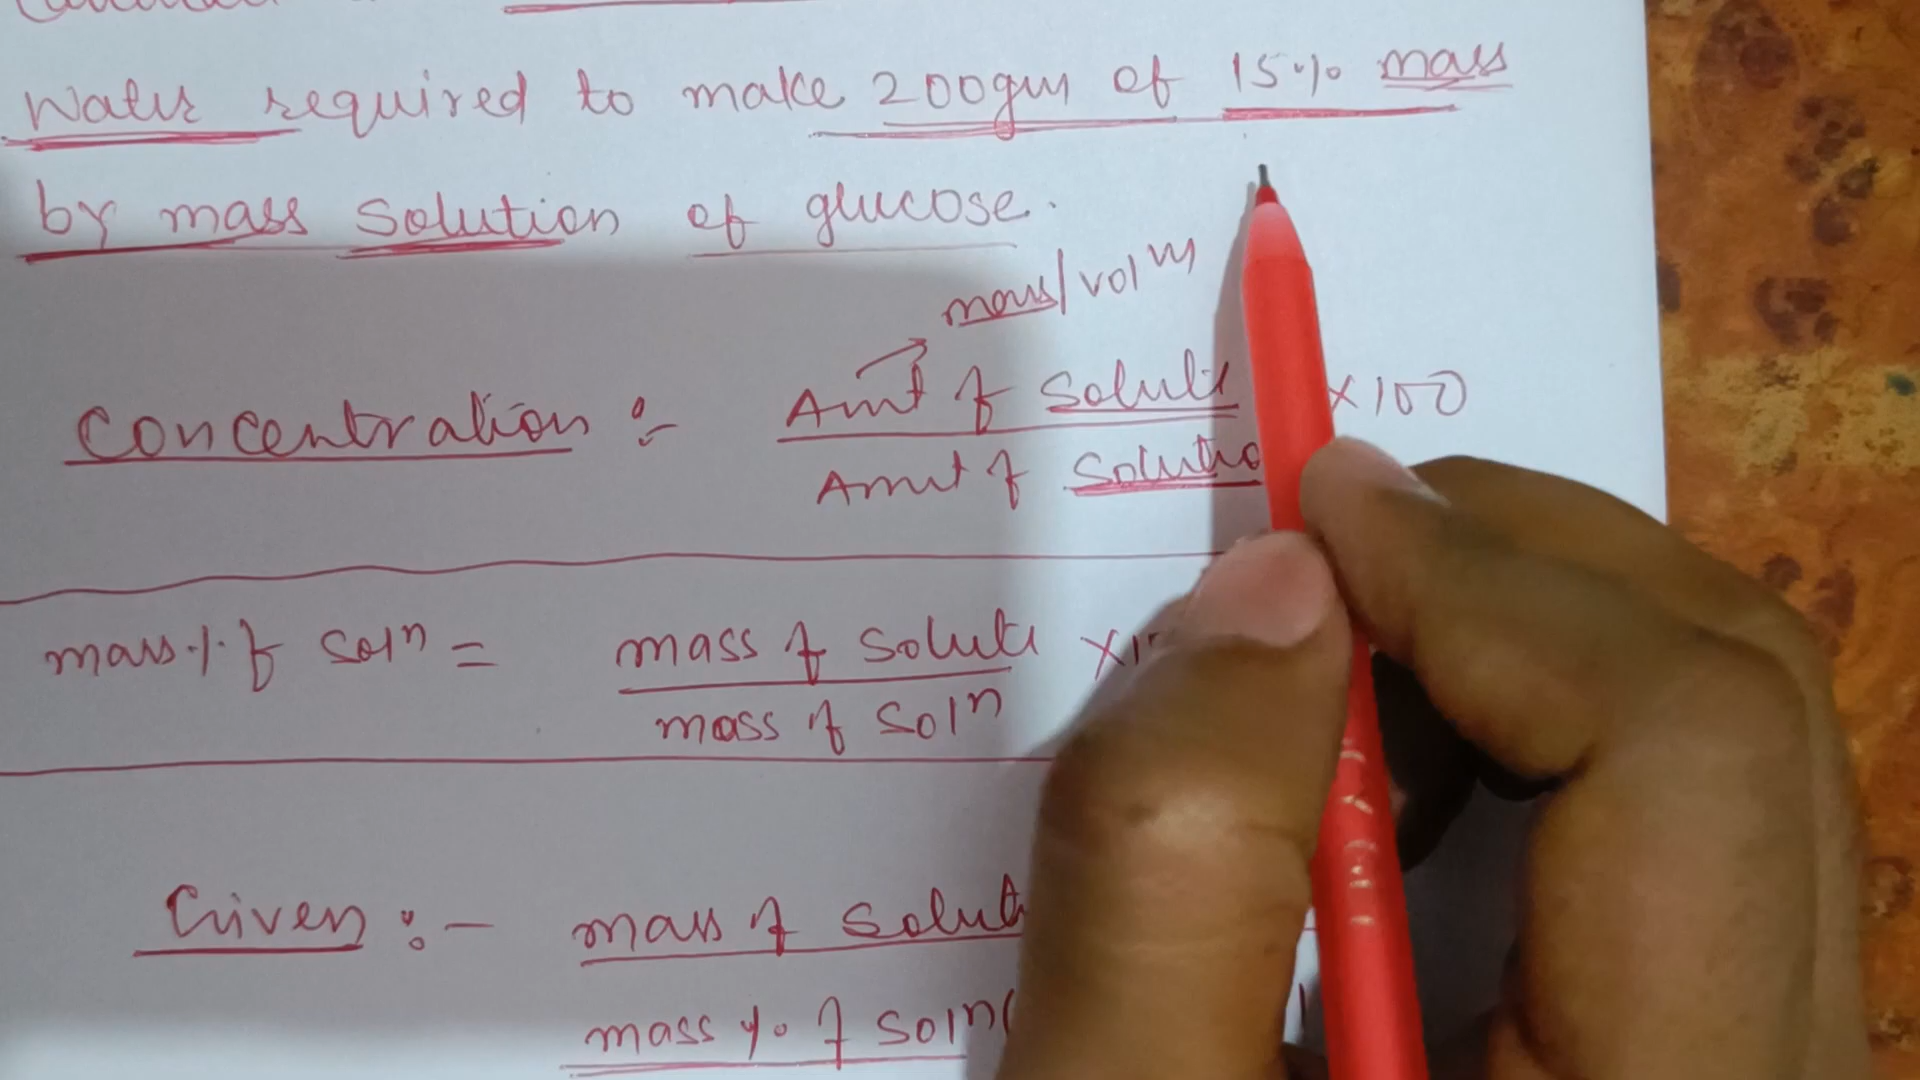 Water required to make 200gm of 15% mass
by mass solution of glucose.
mass/vol
Concentration :- Amt of Solute × 100
Amt of Solutio
mass % of solⁿ = mass of solute ×1
mass of solⁿ
Given :- mass of solut
mass % of solⁿ(